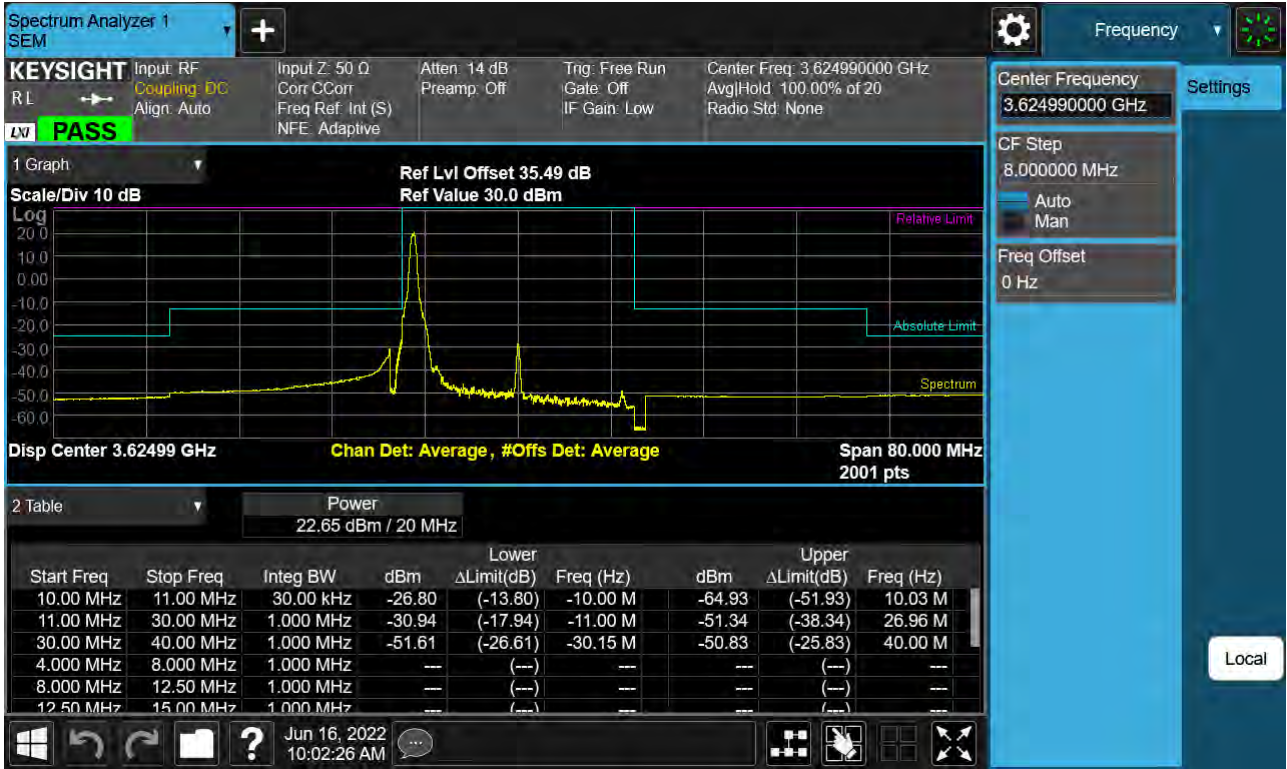 Spectrum Analyzer 1
SEM
+
Frequency
KEYSIGHT
RL
LXI
PASS
Input: RF
Coupling: DC
Align: Auto
Input Z: 50 Ω
Corr CCorr
Freq Ref: Int (S)
NFE: Adaptive
Atten: 14 dB
Preamp: Off
Trig: Free Run
Gate: Off
IF Gain: Low
Center Freq: 3.624990000 GHz
Avg|Hold: 100.00% of 20
Radio Std: None
Center Frequency
3.624990000 GHz
Settings
CF Step
8.000000 MHz
Auto
Man
Freq Offset
0 Hz
Local
1 Graph
Scale/Div 10 dB
Ref Lvl Offset 35.49 dB
Ref Value 30.0 dBm
Log
20.0
10.0
0.00
-10.0
-20.0
-30.0
-40.0
-50.0
-60.0
Relative Limit
Absolute Limit
Spectrum
Disp Center 3.62499 GHz
Chan Det: Average, #Offs Det: Average
Span 80.000 MHz
2001 pts
2 Table
Power
22.65 dBm / 20 MHz
Lower Upper
Start Freq Stop Freq Integ BW dBm ΔLimit(dB) Freq (Hz) dBm ΔLimit(dB) Freq (Hz)
10.00 MHz 11.00 MHz 30.00 kHz -26.80 (-13.80) -10.00 M -64.93 (-51.93) 10.03 M
11.00 MHz 30.00 MHz 1.000 MHz -30.94 (-17.94) -11.00 M -51.34 (-38.34) 26.96 M
30.00 MHz 40.00 MHz 1.000 MHz -51.61 (-26.61) -30.15 M -50.83 (-25.83) 40.00 M
4.000 MHz 8.000 MHz 1.000 MHz --- (---) --- --- (---) ---
8.000 MHz 12.50 MHz 1.000 MHz --- (---) --- --- (---) ---
12.50 MHz 15.00 MHz 1.000 MHz --- (---) --- --- (---) ---
?
Jun 16, 2022
10:02:26 AM